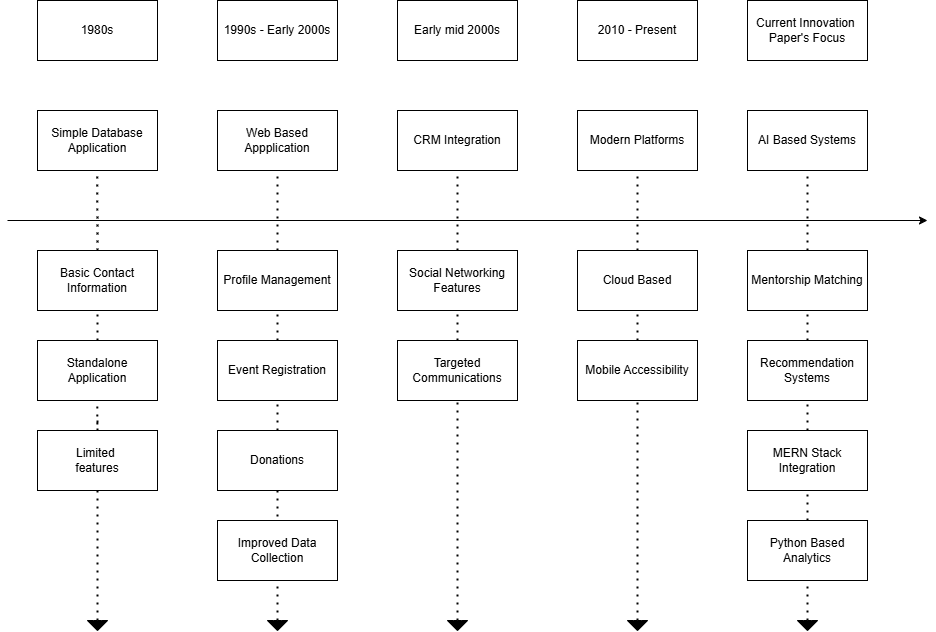 1980s
1990s - Early 2000s
Early mid 2000s
2010 - Present
Current Innovation
Paper's Focus
Simple Database
Application
Web Based
Appplication
CRM Integration
Modern Platforms
AI Based Systems
Basic Contact
Information
Profile Management
Social Networking
Features
Cloud Based
Mentorship Matching
Standalone
Application
Event Registration
Targeted
Communications
Mobile Accessibility
Recommendation
Systems
Limited
features
Donations
MERN Stack
Integration
Improved Data
Collection
Python Based
Analytics